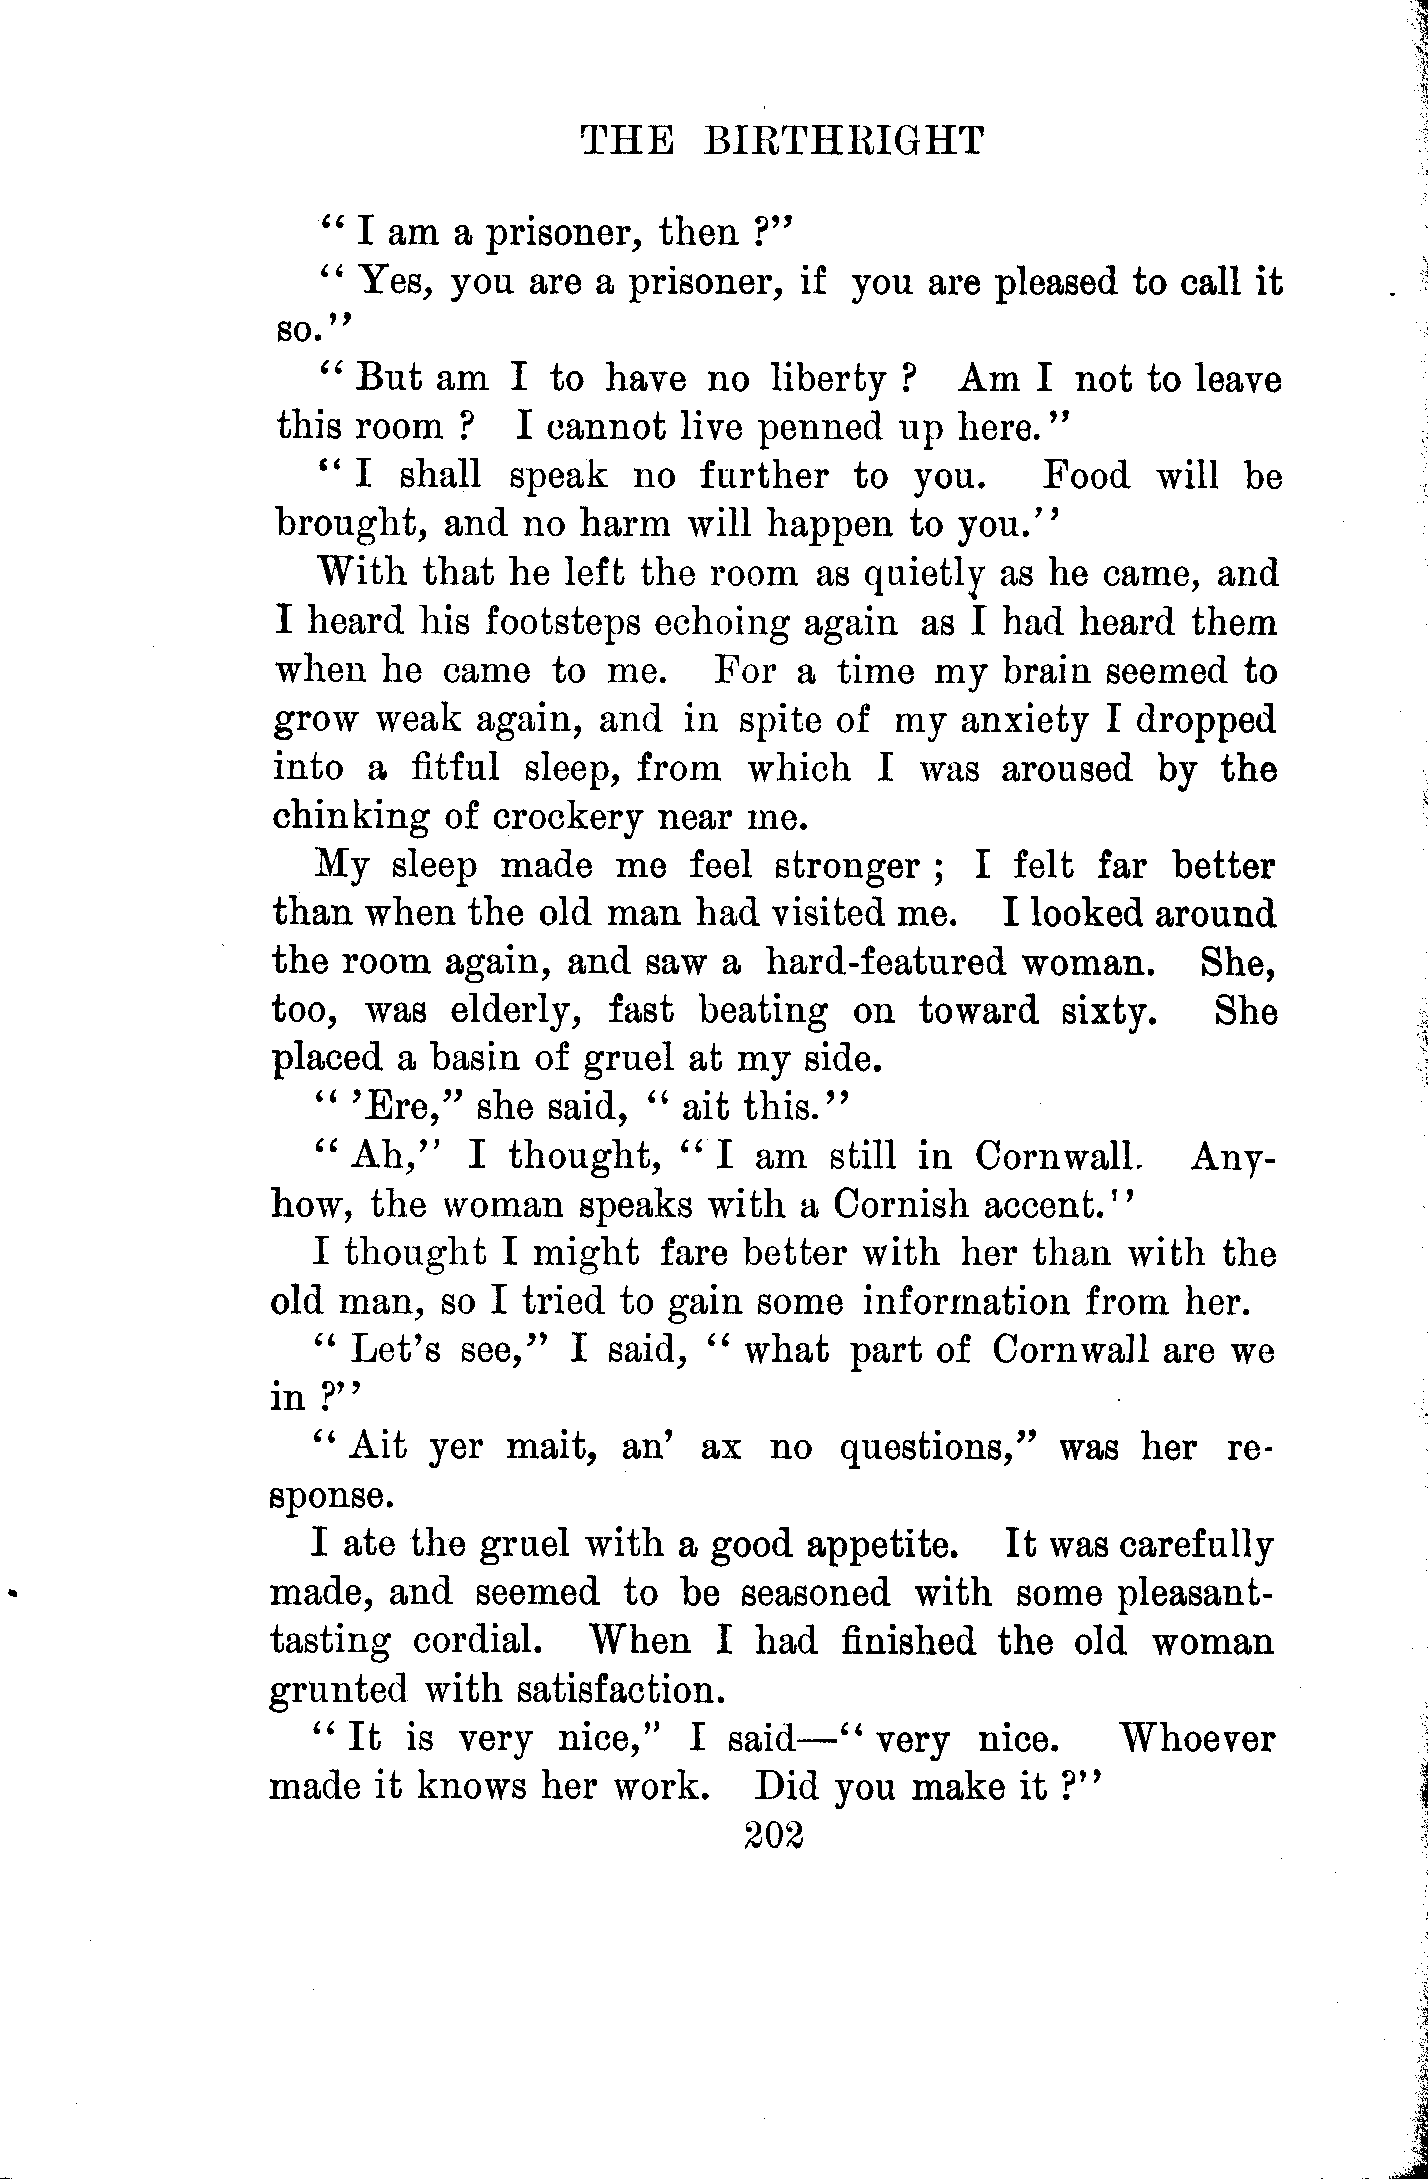 THE BIRTHRIGHT
“ I am a prisoner, then ?”
“ Yes, you are a prisoner, if you are pleased to call it
so.”
“ But am I to have no liberty ? Am I not to leave
this room ? I cannot live penned up here.”
“ I shall speak no further to you. Food will be
brought, and no harm will happen to you.”
With that he left the room as quietly as he came, and
I heard his footsteps echoing again as I had heard them
when he came to me. For a time my brain seemed to
grow weak again, and in spite of my anxiety I dropped
into a fitful sleep, from which I was aroused by the
chinking of crockery near me.
My sleep made me feel stronger ; I felt far better
than when the old man had visited me. I looked around
the room again, and saw a hard-featured woman. She,
too, was elderly, fast beating on toward sixty. She
placed a basin of gruel at my side.
“ ’Ere,” she said, “ ait this.”
“ Ah,” I thought, “ I am still in Cornwall. Any-
how, the woman speaks with a Cornish accent.”
I thought I might fare better with her than with the
old man, so I tried to gain some information from her.
“ Let’s see,” I said, “ what part of Cornwall are we
in ?”
“ Ait yer mait, an’ ax no questions,” was her re-
sponse.
I ate the gruel with a good appetite. It was carefully
made, and seemed to be seasoned with some pleasant-
tasting cordial. When I had finished the old woman
grunted with satisfaction.
“ It is very nice,” I said—“ very nice. Whoever
made it knows her work. Did you make it ?”
202